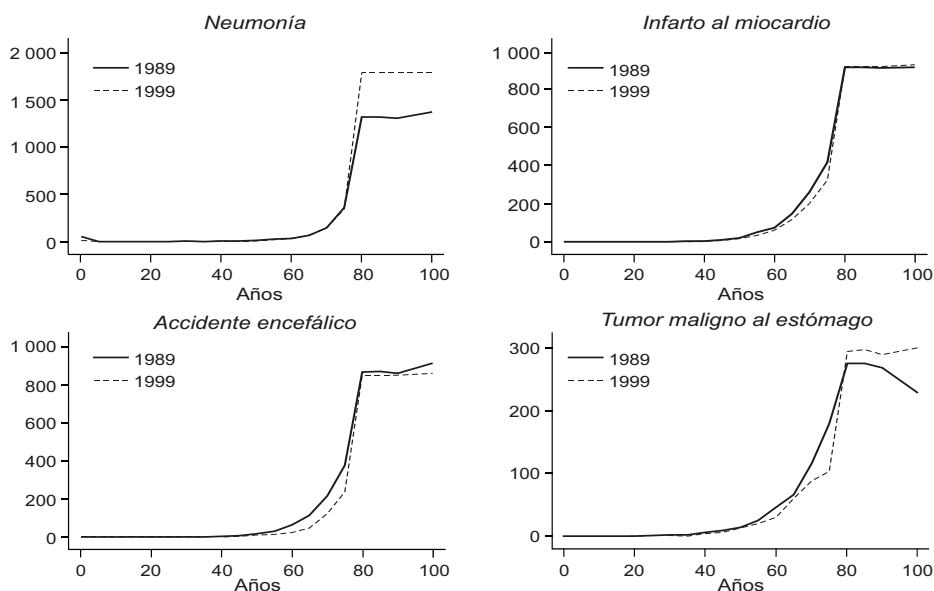 Neumonía
2 000
1 500
1 000
500
0
1989
1999
0 20 40 60 80 100
Años
Infarto al miocardio
1 000
800
600
400
200
0
1989
1999
0 20 40 60 80 100
Años
Accidente encefálico
1 000
800
600
400
200
0
1989
1999
0 20 40 60 80 100
Años
Tumor maligno al estómago
300
200
100
0
1989
1999
0 20 40 60 80 100
Años